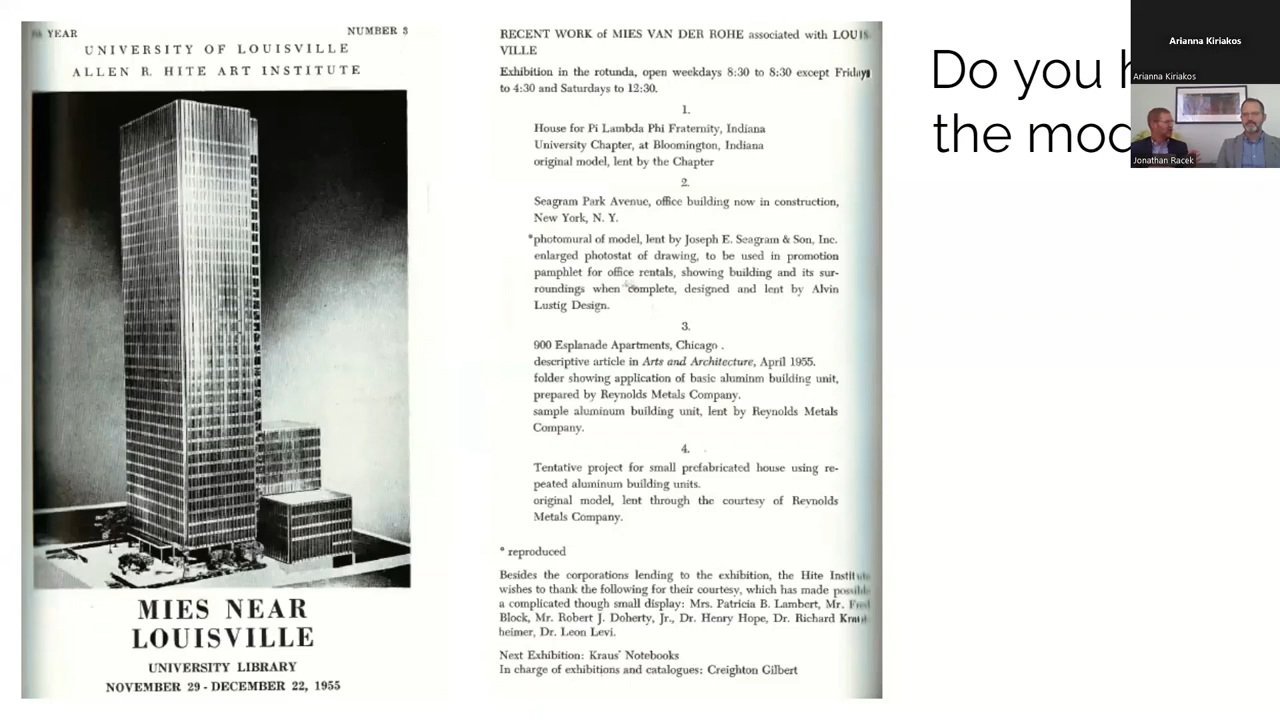 YEAR NUMBER 3
UNIVERSITY OF LOUISVILLE
ALLEN R. HITE ART INSTITUTE
MIES NEAR
LOUISVILLE
UNIVERSITY LIBRARY
NOVEMBER 29 - DECEMBER 22, 1955
RECENT WORK of MIES VAN DER ROHE associated with LOUIS-
VILLE
Exhibition in the rotunda, open weekdays 8:30 to 8:30 except Fridays
to 4:30 and Saturdays to 12:30.
1.
House for Pi Lambda Phi Fraternity, Indiana
University Chapter, at Bloomington, Indiana
original model, lent by the Chapter
2.
Seagram Park Avenue, office building now in construction,
New York, N. Y.
*photomural of model, lent by Joseph E. Seagram & Son, Inc.
enlarged photostat of drawing, to be used in promotion
pamphlet for office rentals, showing building and its sur-
roundings when complete, designed and lent by Alvin
Lustig Design.
3.
900 Esplanade Apartments, Chicago .
descriptive article in Arts and Architecture, April 1955.
folder showing application of basic aluminm building unit,
prepared by Reynolds Metals Company.
sample aluminum building unit, lent by Reynolds Metals
Company.
4.
Tentative project for small prefabricated house using re-
peated aluminum building units.
original model, lent through the courtesy of Reynolds
Metals Company.
* reproduced
Besides the corporations lending to the exhibition, the Hite Institute
wishes to thank the following for their courtesy, which has made possible
a complicated though small display: Mrs. Patricia B. Lambert, Mr. Fred
Block, Mr. Robert J. Doherty, Jr., Dr. Henry Hope, Dr. Richard Kraut-
heimer, Dr. Leon Levi.
Next Exhibition: Kraus' Notebooks
In charge of exhibitions and catalogues: Creighton Gilbert
Do you
the
Arianna Kiriakos
Arianna Kiriakos
Jonathan Racek